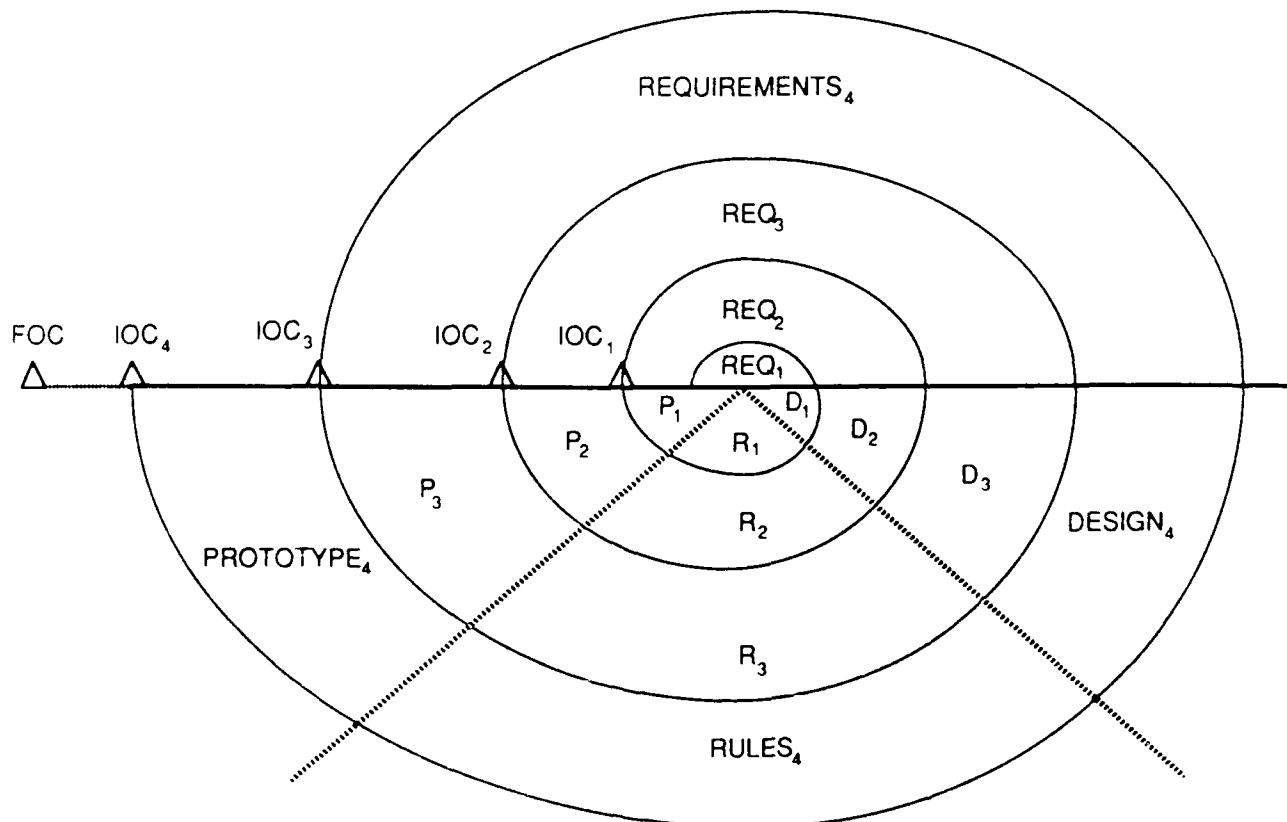 REQUIREMENTS₄
REQ₃
REQ₂
FOC
IOC₄
IOC₃
IOC₂
IOC₁
REQ₁
P₁
D₁
R₁
P₂
D₂
P₃
D₃
R₂
DESIGN₄
PROTOTYPE₄
R₃
RULES₄